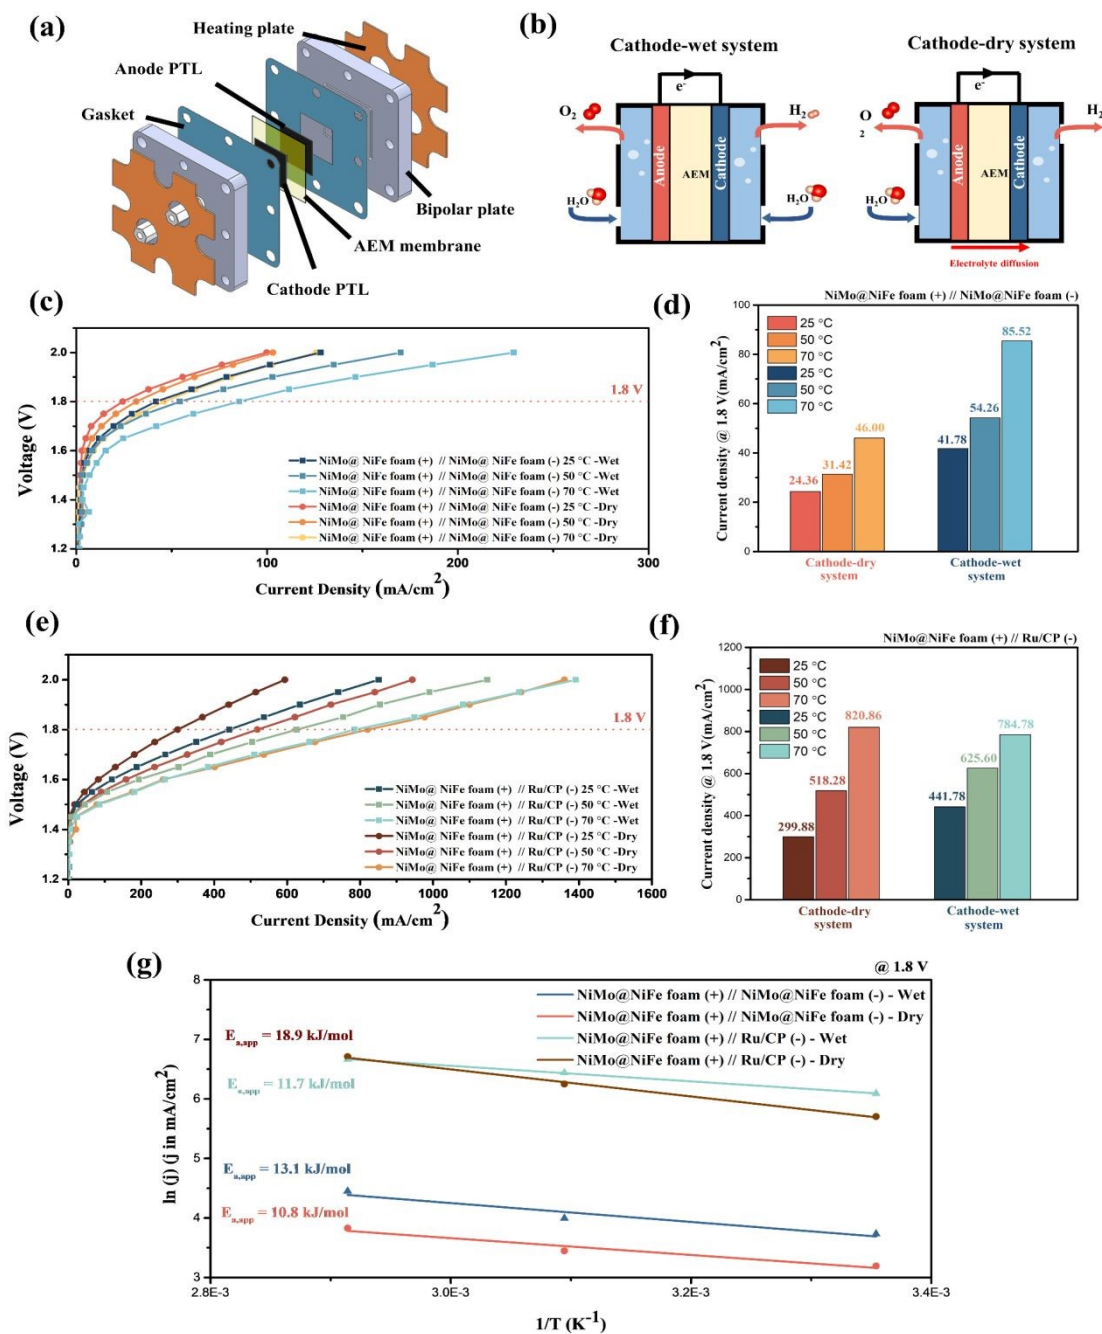 (a)
Heating plate
Anode PTL
Gasket
Bipolar plate
AEM membrane
Cathode PTL
(b)
Cathode-wet system
Cathode-dry system
e-
O2
H2
Anode
AEM
Cathode
H2O
H2O
e-
O
2
H
Anode
AEM
Cathode
H2O
Electrolyte diffusion
(c)
Voltage (V)
2.0
1.8
1.6
1.4
1.2
1.8 V
NiMo@ NiFe foam (+) // NiMo@ NiFe foam (-) 25 °C -Wet
NiMo@ NiFe foam (+) // NiMo@ NiFe foam (-) 50 °C -Wet
NiMo@ NiFe foam (+) // NiMo@ NiFe foam (-) 70 °C -Wet
NiMo@ NiFe foam (+) // NiMo@ NiFe foam (-) 25 °C -Dry
NiMo@ NiFe foam (+) // NiMo@ NiFe foam (-) 50 °C -Dry
NiMo@ NiFe foam (+) // NiMo@ NiFe foam (-) 70 °C -Dry
0 100 200 300
Current Density (mA/cm2)
(d)
NiMo@NiFe foam (+) // NiMo@NiFe foam (-)
Current density @ 1.8 V(mA/cm2)
100
80
60
40
20
0
25 °C
50 °C
70 °C
25 °C
50 °C
70 °C
24.36
31.42
46.00
41.78
54.26
85.52
Cathode-dry
system
Cathode-wet
system
(e)
Voltage (V)
2.0
1.8
1.6
1.4
1.2
1.8 V
NiMo@ NiFe foam (+) // Ru/CP (-) 25 °C -Wet
NiMo@ NiFe foam (+) // Ru/CP (-) 50 °C -Wet
NiMo@ NiFe foam (+) // Ru/CP (-) 70 °C -Wet
NiMo@ NiFe foam (+) // Ru/CP (-) 25 °C -Dry
NiMo@ NiFe foam (+) // Ru/CP (-) 50 °C -Dry
NiMo@ NiFe foam (+) // Ru/CP (-) 70 °C -Dry
0 200 400 600 800 1000 1200 1400 1600
Current Density (mA/cm2)
(f)
NiMo@NiFe foam (+) // Ru/CP (-)
Current density @ 1.8 V(mA/cm2)
1200
1000
800
600
400
200
0
25 °C
50 °C
70 °C
25 °C
50 °C
70 °C
299.88
518.28
820.86
441.78
625.60
784.78
Cathode-dry
system
Cathode-wet
system
(g)
@ 1.8 V
ln (j) (j in mA/cm2)
8
7
6
5
4
3
NiMo@NiFe foam (+) // NiMo@NiFe foam (-) - Wet
NiMo@NiFe foam (+) // NiMo@NiFe foam (-) - Dry
NiMo@NiFe foam (+) // Ru/CP (-) - Wet
NiMo@NiFe foam (+) // Ru/CP (-) - Dry
Ea,app = 18.9 kJ/mol
Ea,app = 11.7 kJ/mol
Ea,app = 13.1 kJ/mol
Ea,app = 10.8 kJ/mol
2.8E-3 3.0E-3 3.2E-3 3.4E-3
1/T (K-1)